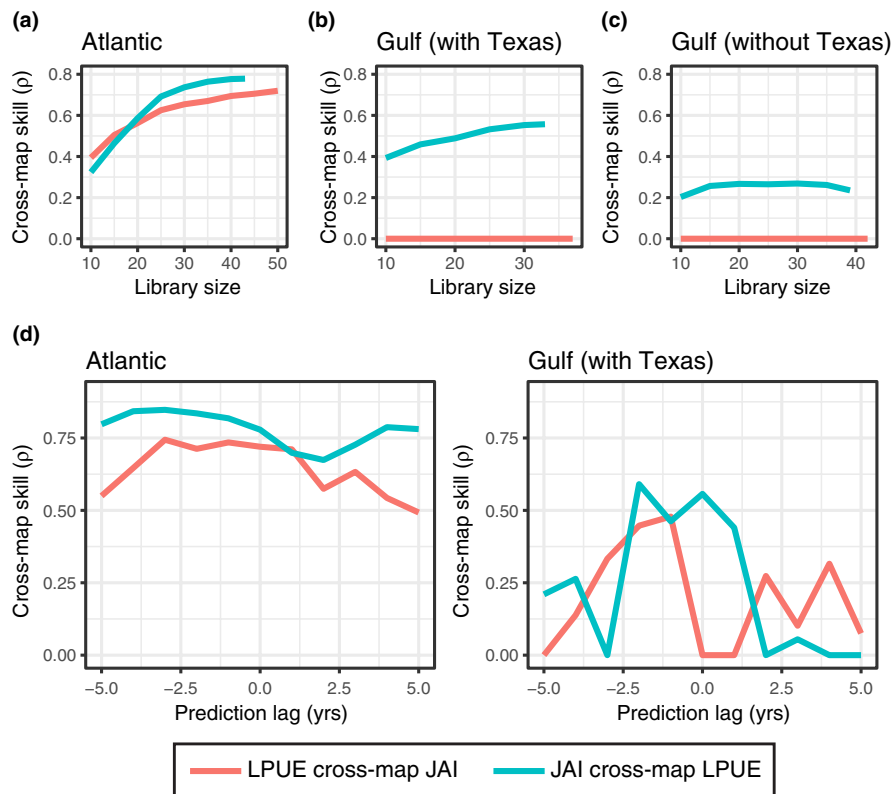 (a)
Atlantic
Cross-map skill (ρ)
0.8
0.6
0.4
0.2
0.0
10 20 30 40 50
Library size
(b)
Gulf (with Texas)
Cross-map skill (ρ)
0.8
0.6
0.4
0.2
0.0
10 20 30
Library size
(c)
Gulf (without Texas)
Cross-map skill (ρ)
0.8
0.6
0.4
0.2
0.0
10 20 30 40
Library size
(d)
Atlantic
Cross-map skill (ρ)
0.75
0.50
0.25
0.00
−5.0 −2.5 0.0 2.5 5.0
Prediction lag (yrs)
Gulf (with Texas)
Cross-map skill (ρ)
0.75
0.50
0.25
0.00
−5.0 −2.5 0.0 2.5 5.0
Prediction lag (yrs)
LPUE cross-map JAI
JAI cross-map LPUE